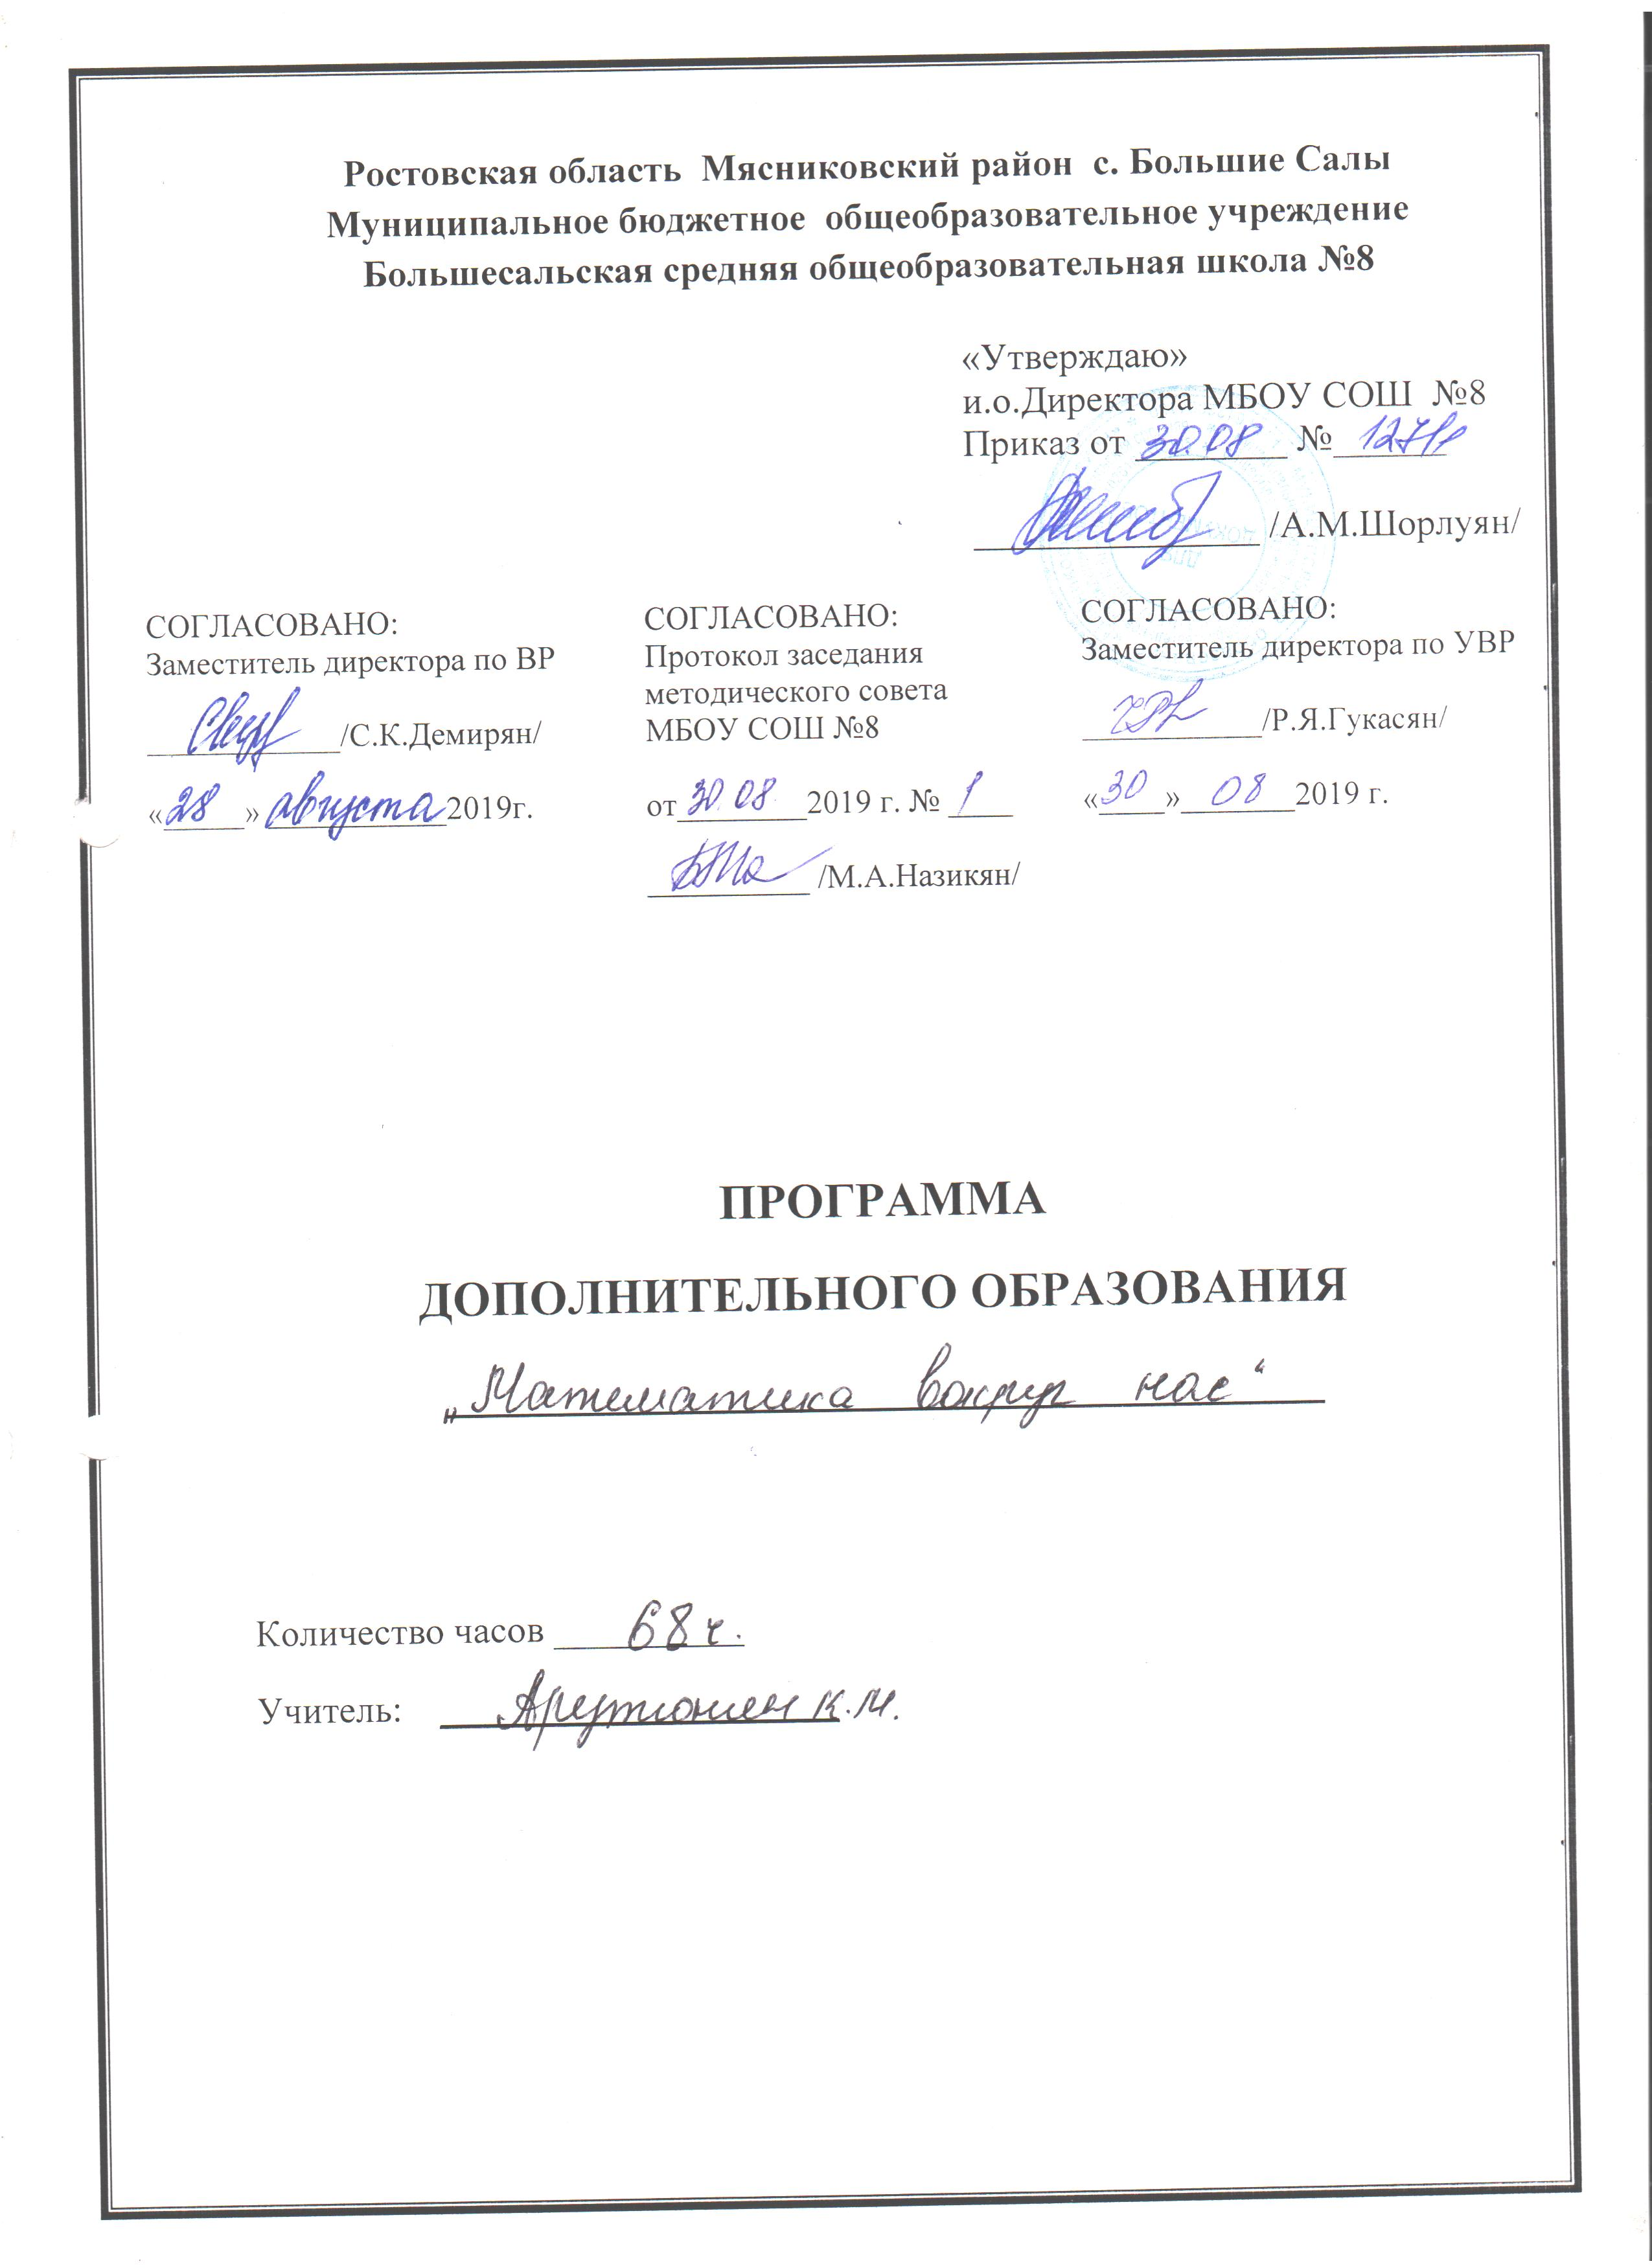 Ростовская область Мясниковский район с. Большие Салы
Муниципальное бюджетное общеобразовательное учреждение
Большесальская средняя общеобразовательная школа №8
«Утверждаю»
и.о.Директора МБОУ СОШ №8
Приказ от 30.08 №
/А.М.Шорлуян/
СОГЛАСОВАНО:
Заместитель директора по ВР
/С.К.Демирян/
«28» августа 2019г.
СОГЛАСОВАНО:
Протокол заседания
методического совета
МБОУ СОШ №8
от 30.08 2019 г. № 1
/М.А.Назикян/
СОГЛАСОВАНО:
Заместитель директора по УВР
/Р.Я.Гукасян/
«30» 08 2019 г.
ПРОГРАММА
ДОПОЛНИТЕЛЬНОГО ОБРАЗОВАНИЯ
„Математика вокруг нас“
Количество часов 68 ч.
Учитель: Арутюнян К.М.